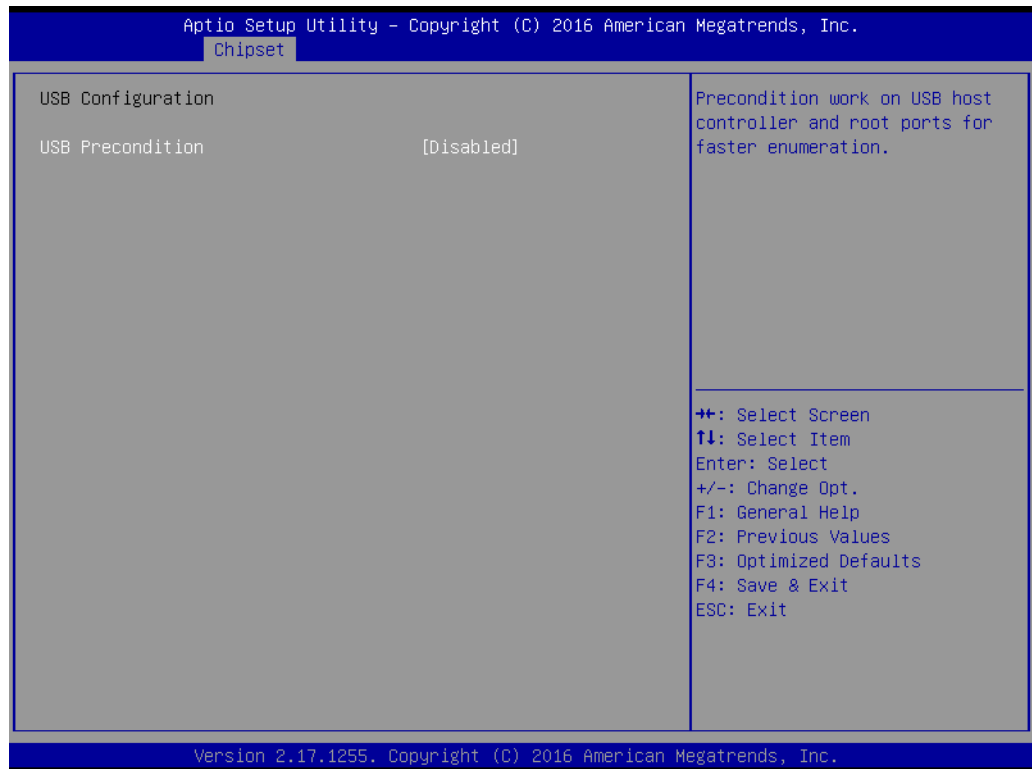 Aptio Setup Utility – Copyright (C) 2016 American Megatrends, Inc.
Chipset
USB Configuration
USB Precondition [Disabled]
Precondition work on USB host
controller and root ports for
faster enumeration.
→←: Select Screen
↑↓: Select Item
Enter: Select
+/-: Change Opt.
F1: General Help
F2: Previous Values
F3: Optimized Defaults
F4: Save & Exit
ESC: Exit
Version 2.17.1255. Copyright (C) 2016 American Megatrends, Inc.